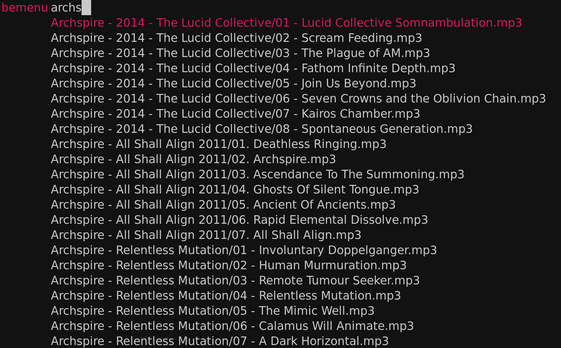 bemenu archs
Archspire - 2014 - The Lucid Collective/01 - Lucid Collective Somnambulation.mp3
Archspire - 2014 - The Lucid Collective/02 - Scream Feeding.mp3
Archspire - 2014 - The Lucid Collective/03 - The Plague of AM.mp3
Archspire - 2014 - The Lucid Collective/04 - Fathom Infinite Depth.mp3
Archspire - 2014 - The Lucid Collective/05 - Join Us Beyond.mp3
Archspire - 2014 - The Lucid Collective/06 - Seven Crowns and the Oblivion Chain.mp3
Archspire - 2014 - The Lucid Collective/07 - Kairos Chamber.mp3
Archspire - 2014 - The Lucid Collective/08 - Spontaneous Generation.mp3
Archspire - All Shall Align 2011/01. Deathless Ringing.mp3
Archspire - All Shall Align 2011/02. Archspire.mp3
Archspire - All Shall Align 2011/03. Ascendance To The Summoning.mp3
Archspire - All Shall Align 2011/04. Ghosts Of Silent Tongue.mp3
Archspire - All Shall Align 2011/05. Ancient Of Ancients.mp3
Archspire - All Shall Align 2011/06. Rapid Elemental Dissolve.mp3
Archspire - All Shall Align 2011/07. All Shall Align.mp3
Archspire - Relentless Mutation/01 - Involuntary Doppelganger.mp3
Archspire - Relentless Mutation/02 - Human Murmuration.mp3
Archspire - Relentless Mutation/03 - Remote Tumour Seeker.mp3
Archspire - Relentless Mutation/04 - Relentless Mutation.mp3
Archspire - Relentless Mutation/05 - The Mimic Well.mp3
Archspire - Relentless Mutation/06 - Calamus Will Animate.mp3
Archspire - Relentless Mutation/07 - A Dark Horizontal.mp3